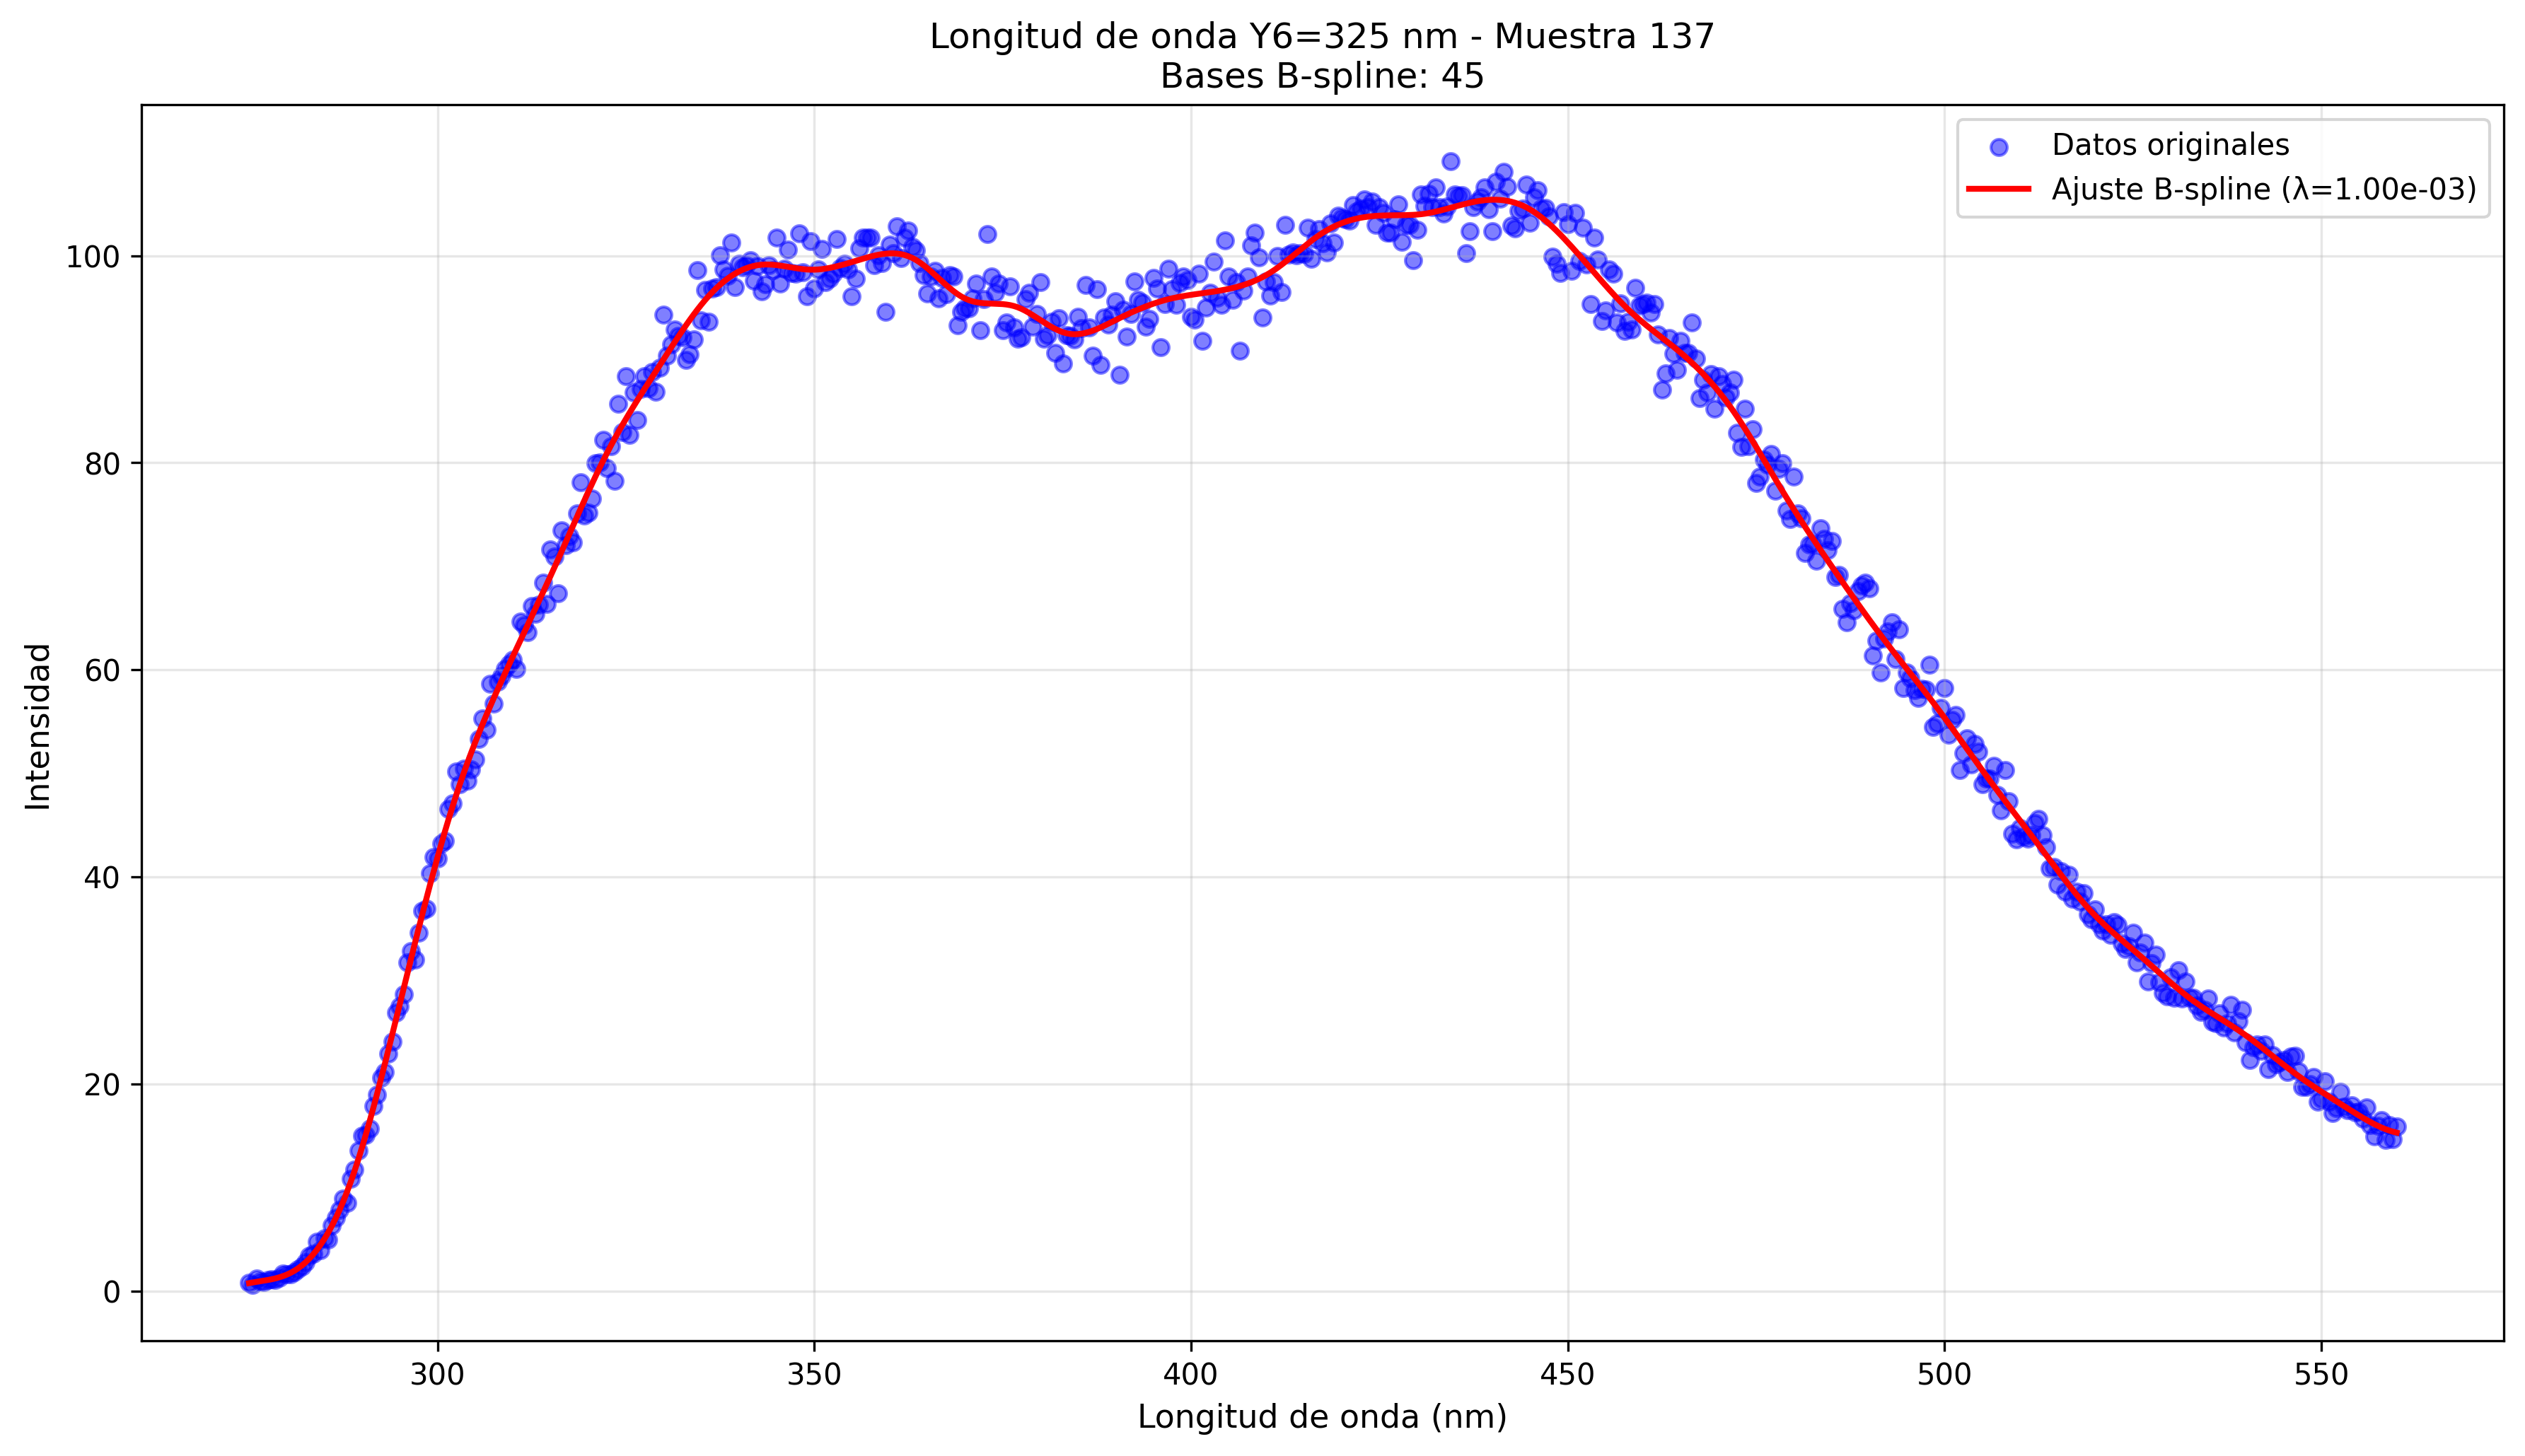 Longitud de onda Y6=325 nm - Muestra 137
Bases B-spline: 45
Datos originales
Ajuste B-spline (λ=1.00e-03)
Intensidad
100
80
60
40
20
0
300 350 400 450 500 550
Longitud de onda (nm)